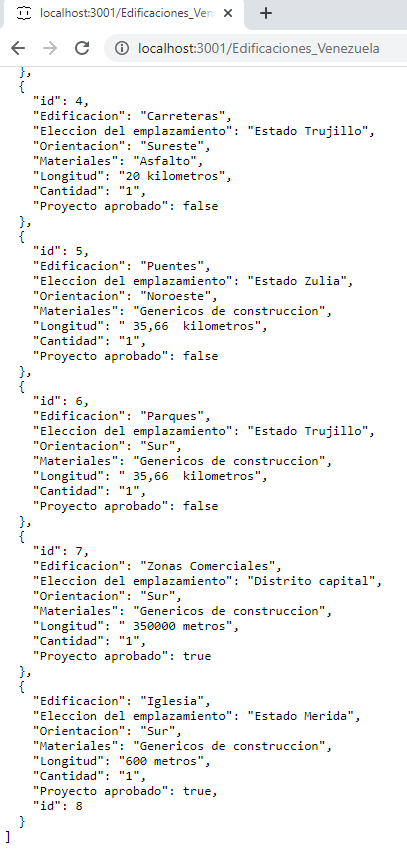 localhost:3001/Edificaciones_Ven
localhost:3001/Edificaciones_Venezuela
},
{
"id": 4,
"Edificacion": "Carreteras",
"Eleccion del emplazamiento": "Estado Trujillo",
"Orientacion": "Sureste",
"Materiales": "Asfalto",
"Longitud": "20 kilometros",
"Cantidad": "1",
"Proyecto aprobado": false
},
{
"id": 5,
"Edificacion": "Puentes",
"Eleccion del emplazamiento": "Estado Zulia",
"Orientacion": "Noroeste",
"Materiales": "Genericos de construccion",
"Longitud": " 35,66  kilometros",
"Cantidad": "1",
"Proyecto aprobado": false
},
{
"id": 6,
"Edificacion": "Parques",
"Eleccion del emplazamiento": "Estado Trujillo",
"Orientacion": "Sur",
"Materiales": "Genericos de construccion",
"Longitud": " 35,66  kilometros",
"Cantidad": "1",
"Proyecto aprobado": false
},
{
"id": 7,
"Edificacion": "Zonas Comerciales",
"Eleccion del emplazamiento": "Distrito capital",
"Orientacion": "Sur",
"Materiales": "Genericos de construccion",
"Longitud": " 350000 metros",
"Cantidad": "1",
"Proyecto aprobado": true
},
{
"Edificacion": "Iglesia",
"Eleccion del emplazamiento": "Estado Merida",
"Orientacion": "Sur",
"Materiales": "Genericos de construccion",
"Longitud": "600 metros",
"Cantidad": "1",
"Proyecto aprobado": true,
"id": 8
}
]